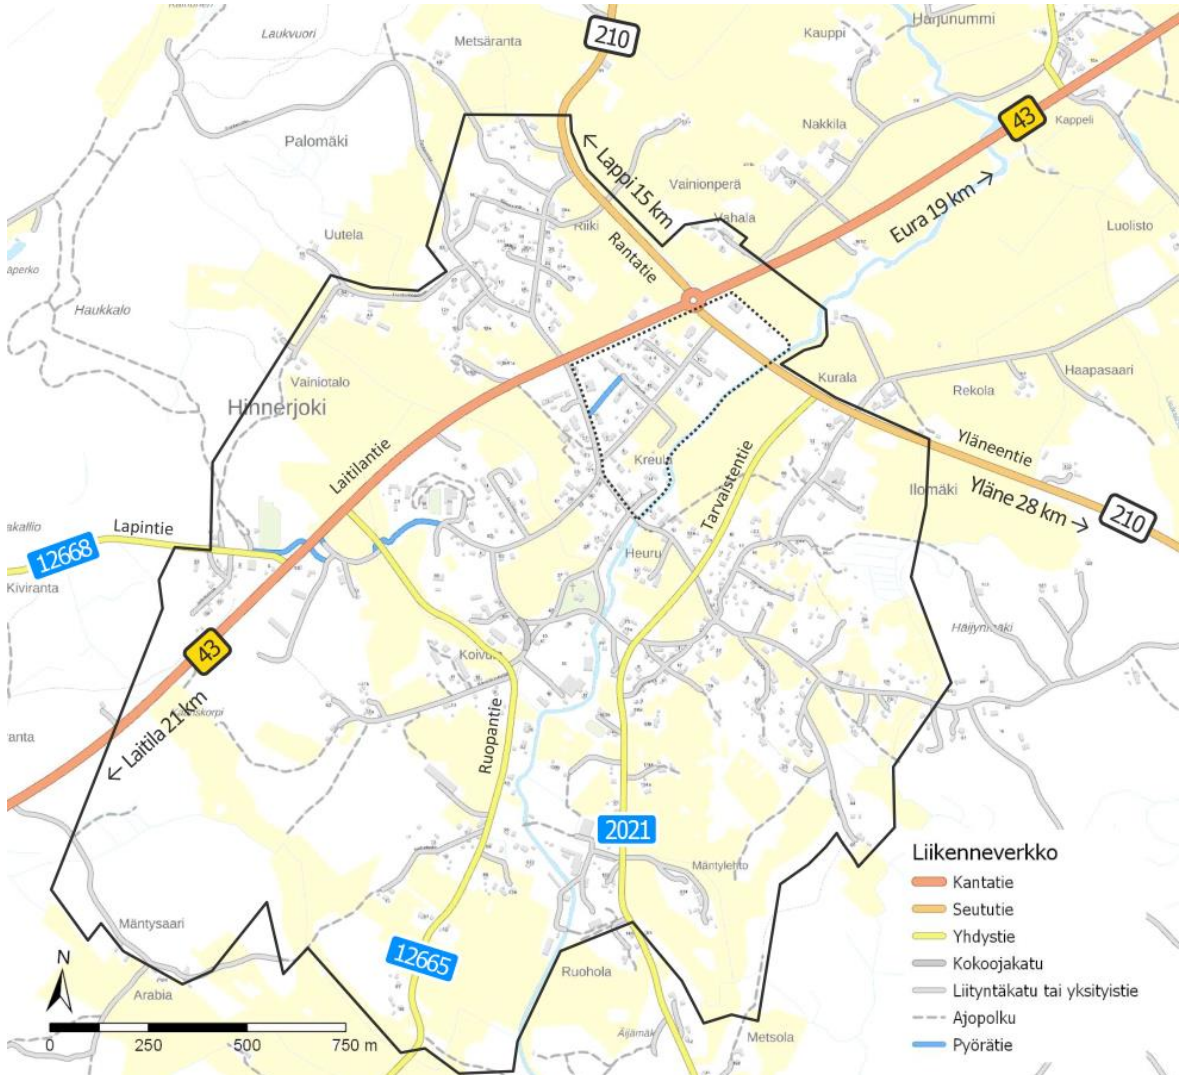 Laukvuori
Metsäranta
210
Kauppi
Harjunummi
43
Kappeli
Palomäki
Nakkila
← Lappi 15 km
Vainionperä
Eura 19 km →
Vahala
Luolisto
Riiki
Uutela
Rantatie
Haukkalo
Vainiotalo
Kurala
Haapasaari
Rekola
Hinnerjoki
Laitilantie
Kreula
Tarvaistentie
Yläneentie
Ilomäki
Yläne 28 km →
210
Lapintie
12668
Kiviranta
Heuru
Häijynmäki
43
Koivula
← Laitila 21 km
Ruopantie
2021
Mäntylehto
Liikenneverkko
Kantatie
Seututie
Yhdystie
Kokoojakatu
Liityntäkatu tai yksityistie
Ajopolku
Pyörätie
Mäntysaari
12665
Ruohola
Arabia
N
Metsola
0 250 500 750 m